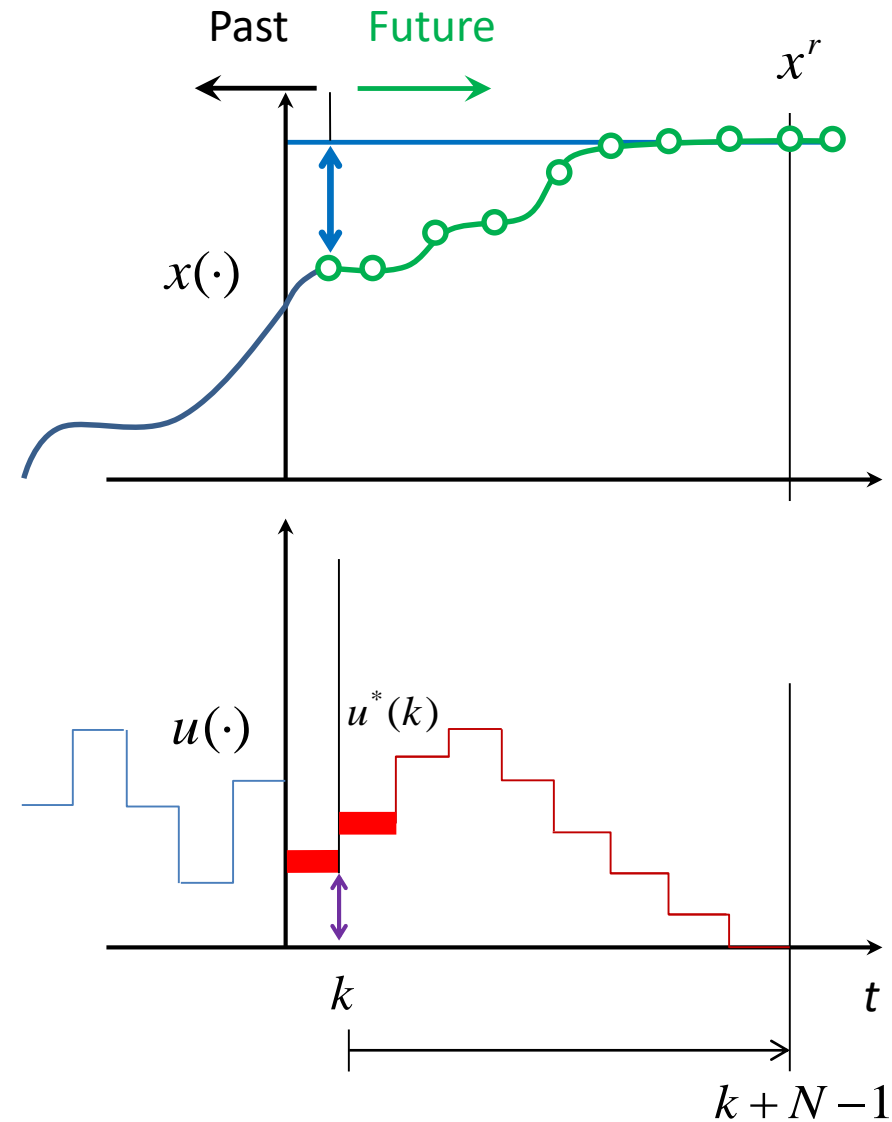 Past Future
x^r
x(·)
u^*(k)
u(·)
k
t
k + N − 1